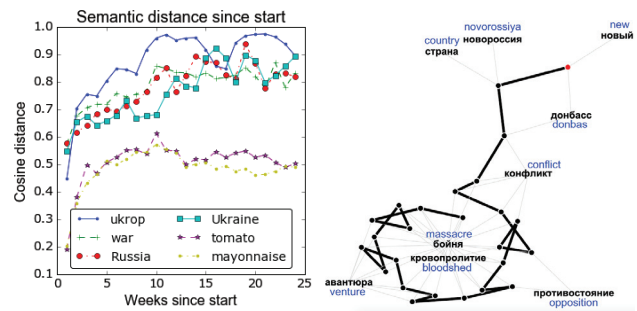 Semantic distance since start
1.0
0.9
0.8
0.7
0.6
0.5
0.4
0.3
0.2
0.1
Cosine distance
ukrop
war
Russia
Ukraine
tomato
mayonnaise
0 5 10 15 20 25
Weeks since start
novorossiya
новороссия
country
страна
new
новый
донбасс
donbas
conflict
конфликт
massacre
бойня
кровопролитие
bloodshed
авантюра
venture
противостояние
opposition